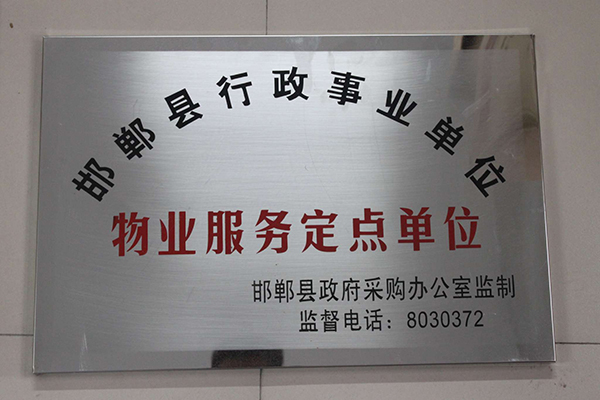 邯郸县行政事业单位
物业服务定点单位
邯郸县政府采购办公室监制
监督电话：8030372